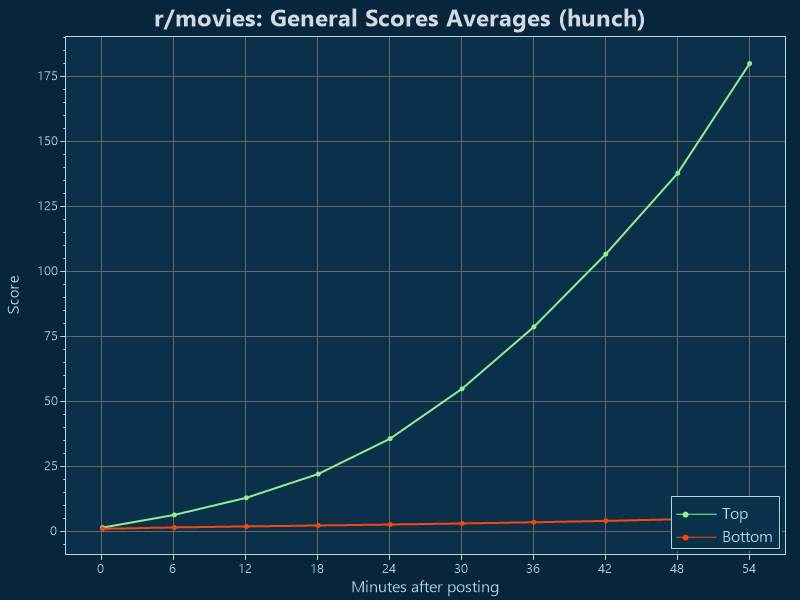 r/movies: General Scores Averages (hunch)
175
150
125
100
75
50
25
0
Score
0 6 12 18 24 30 36 42 48 54
Minutes after posting
Top
Bottom